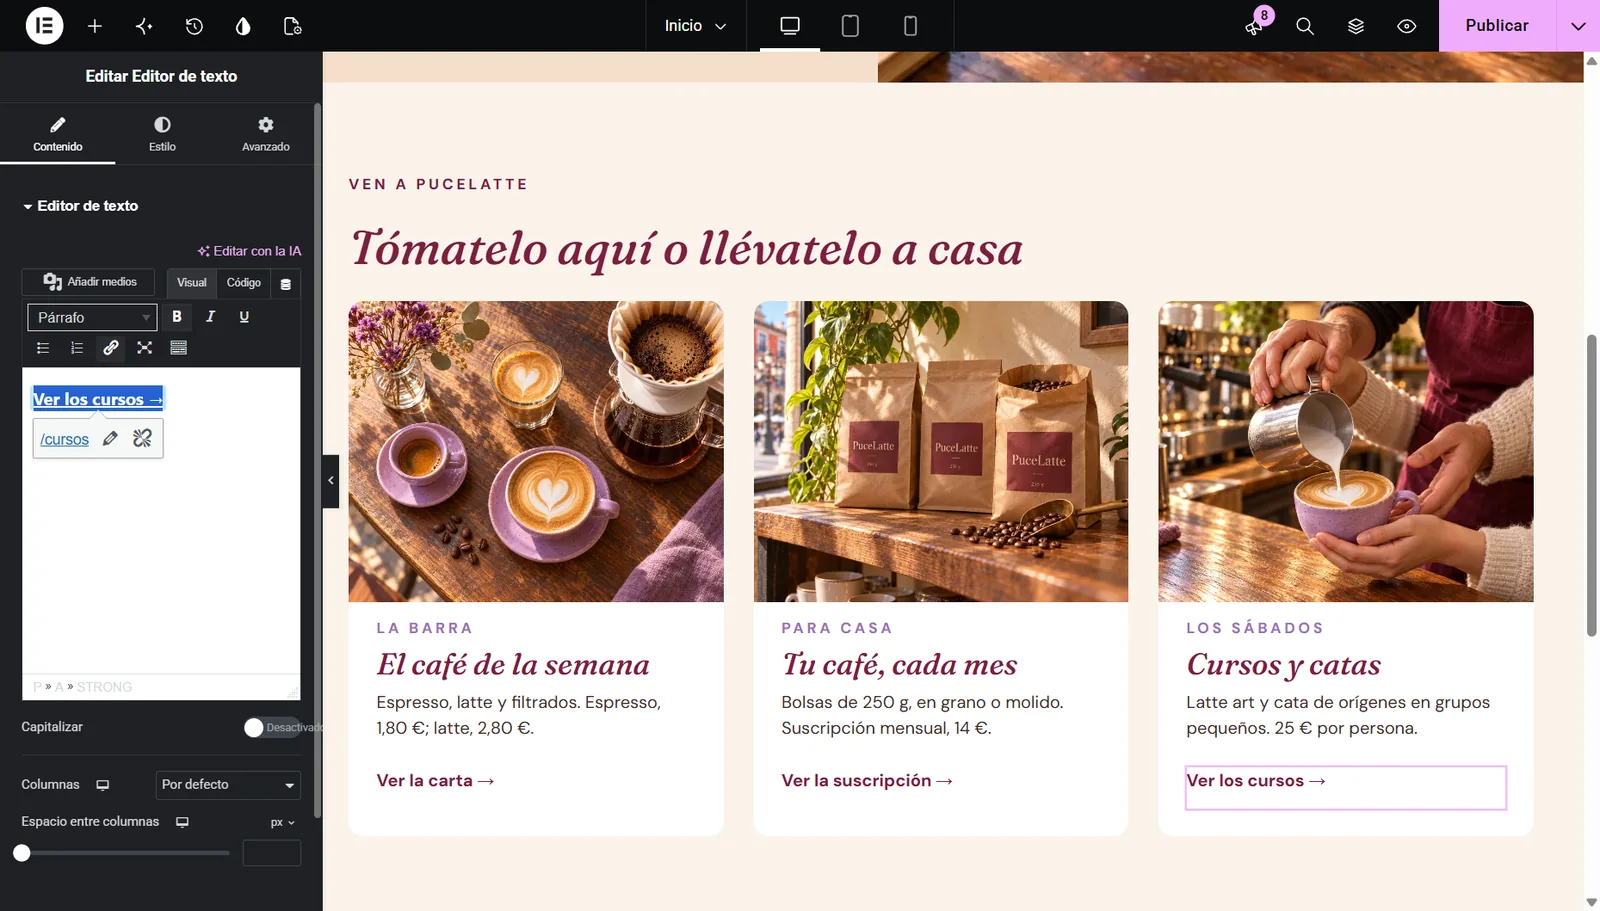 Inicio
8
Publicar
Editar Editor de texto
Contenido
Estilo
Avanzado
Editor de texto
Editar con la IA
Añadir medios
Visual
Código
Párrafo
B
I
U
Ver los cursos →
/cursos
P » A » STRONG
Capitalizar
Desactivado
Columnas
Por defecto
Espacio entre columnas
px
VEN A PUCELATTE
Tómatelo aquí o llévatelo a casa
PuceLatte
PuceLatte
PuceLatte
250 g
LA BARRA
El café de la semana
Espresso, latte y filtrados. Espresso,
1,80 €; latte, 2,80 €.
Ver la carta →
PARA CASA
Tu café, cada mes
Bolsas de 250 g, en grano o molido.
Suscripción mensual, 14 €.
Ver la suscripción →
LOS SÁBADOS
Cursos y catas
Latte art y cata de orígenes en grupos
pequeños. 25 € por persona.
Ver los cursos →